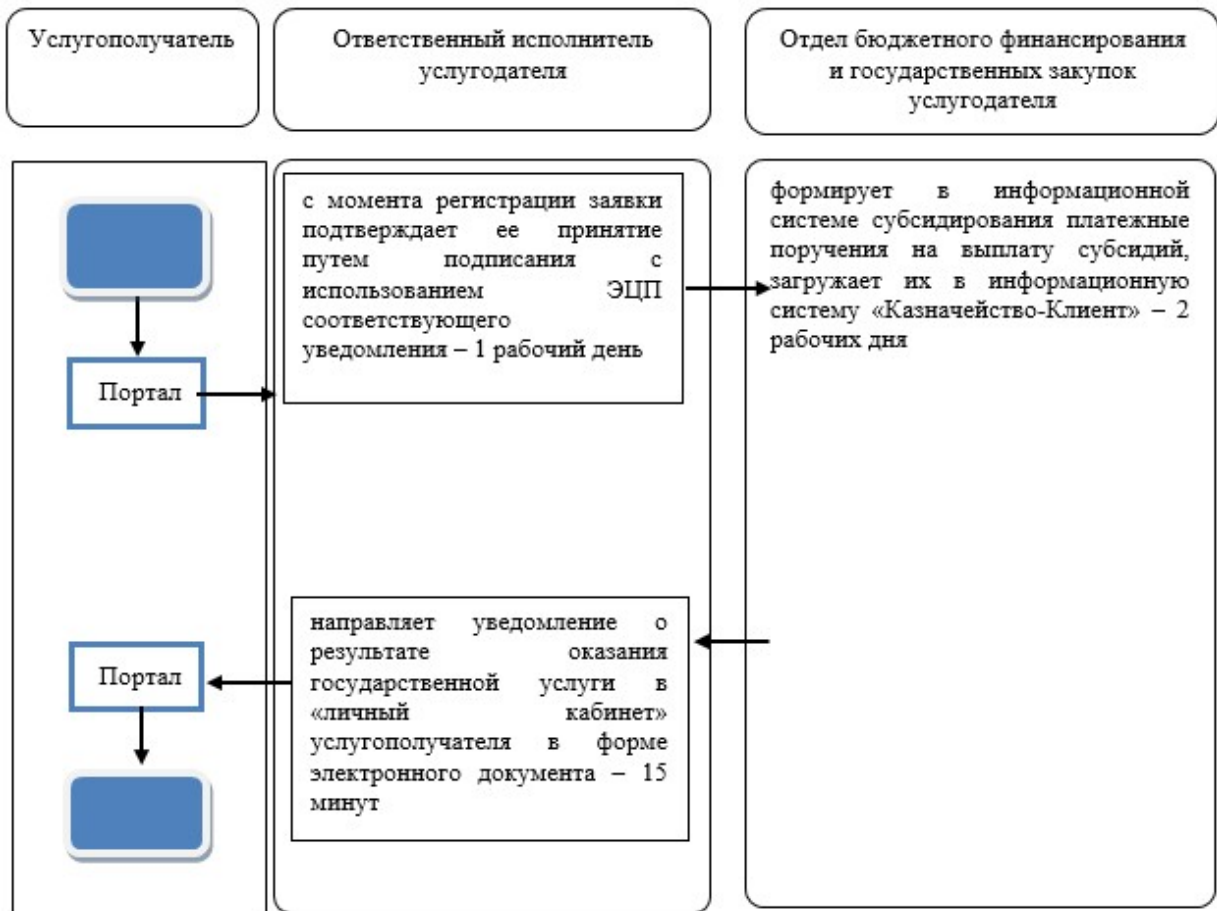 Услугополучатель
Ответственный исполнитель
услугодателя
Отдел бюджетного финансирования
и государственных закупок
услугодателя
Портал
с момента регистрации заявки
подтверждает ее принятие
путем подписания с
использованием ЭЦП
соответствующего
уведомления – 1 рабочий день
формирует в информационной
системе субсидирования платежные
поручения на выплату субсидий,
загружает их в информационную
систему «Казначейство-Клиент» – 2
рабочих дня
направляет уведомление о
результате оказания
государственной услуги в
«личный кабинет»
услугополучателя в форме
электронного документа – 15
минут
Портал